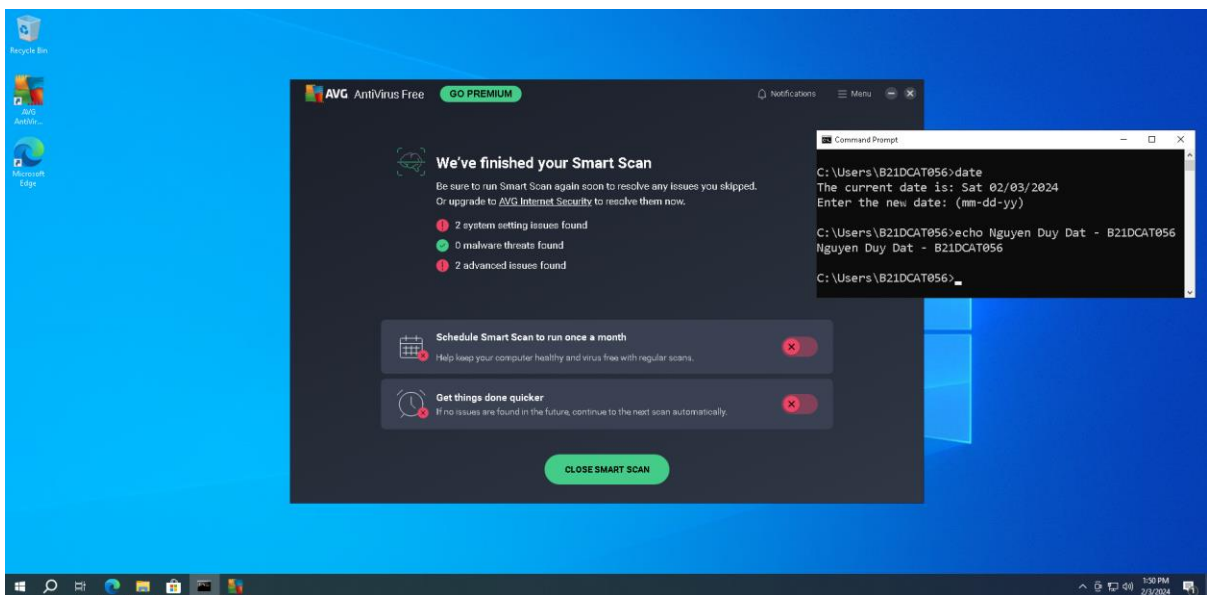 Recycle Bin
AVG
AntiVir...
Microsoft
Edge
AVG AntiVirus Free
GO PREMIUM
Notifications
Menu
We've finished your Smart Scan
Be sure to run Smart Scan again soon to resolve any issues you skipped.
Or upgrade to AVG Internet Security to resolve them now.
2 system setting issues found
0 malware threats found
2 advanced issues found
Schedule Smart Scan to run once a month
Help keep your computer healthy and virus free with regular scans.
Get things done quicker
If no issues are found in the future, continue to the next scan automatically.
CLOSE SMART SCAN
Command Prompt
C:\Users\B21DCAT056>date
The current date is: Sat 02/03/2024
Enter the new date: (mm-dd-yy)
C:\Users\B21DCAT056>echo Nguyen Duy Dat - B21DCAT056
Nguyen Duy Dat - B21DCAT056
C:\Users\B21DCAT056>
1:50 PM
2/3/2024